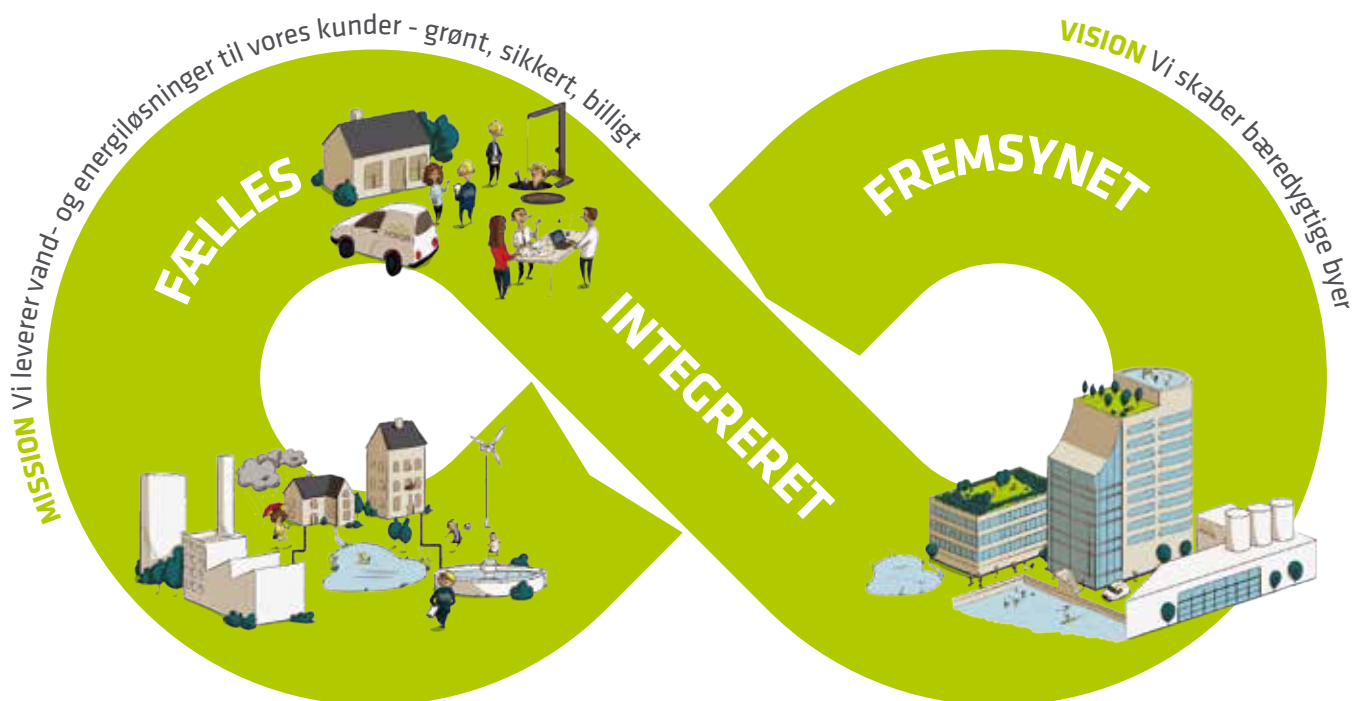 MISSION Vi leverer vand- og energiløsninger til vores kunder - grønt, sikkert, billigt
VISION Vi skaber bæredygtige byer
FÆLLES
INTEGRERET
FREMSYNET